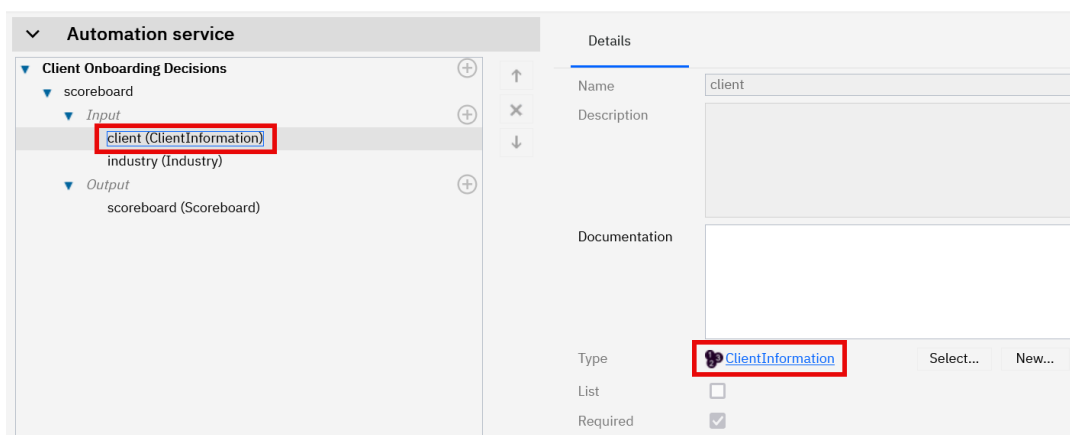 Automation service
Client Onboarding Decisions
scoreboard
Input
client (ClientInformation)
industry (Industry)
Output
scoreboard (Scoreboard)
Details
Name
client
Description
Documentation
Type
ClientInformation
Select...
New...
List
Required